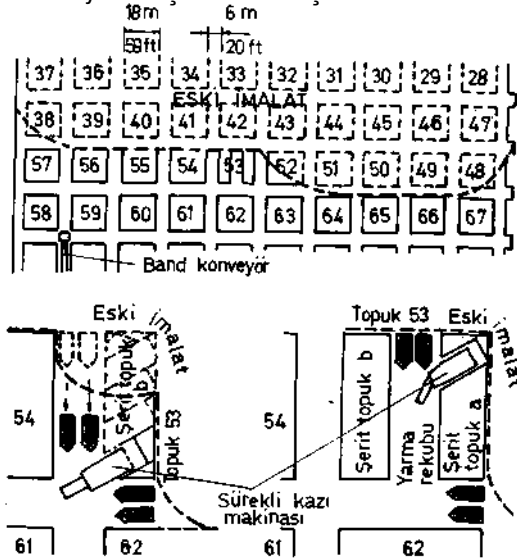 18 m 6 m
59 ft 20 ft
37 36 35 34 33 32 31 30 29 28
ESKİ İMALAT
38 39 40 41 42 43 44 45 46 47
57 56 55 54 53 52 51 50 49 48
58 59 60 61 62 63 64 65 66 67
Band konveyör
Eski imalat
54
Şerit topuk b
Topuk 53
61 62
Sürekli kazı
makinası
Topuk 53 Eski imalat
54
Şerit topuk b
Yarma
rekubu
Şerit
topuk a
61 62